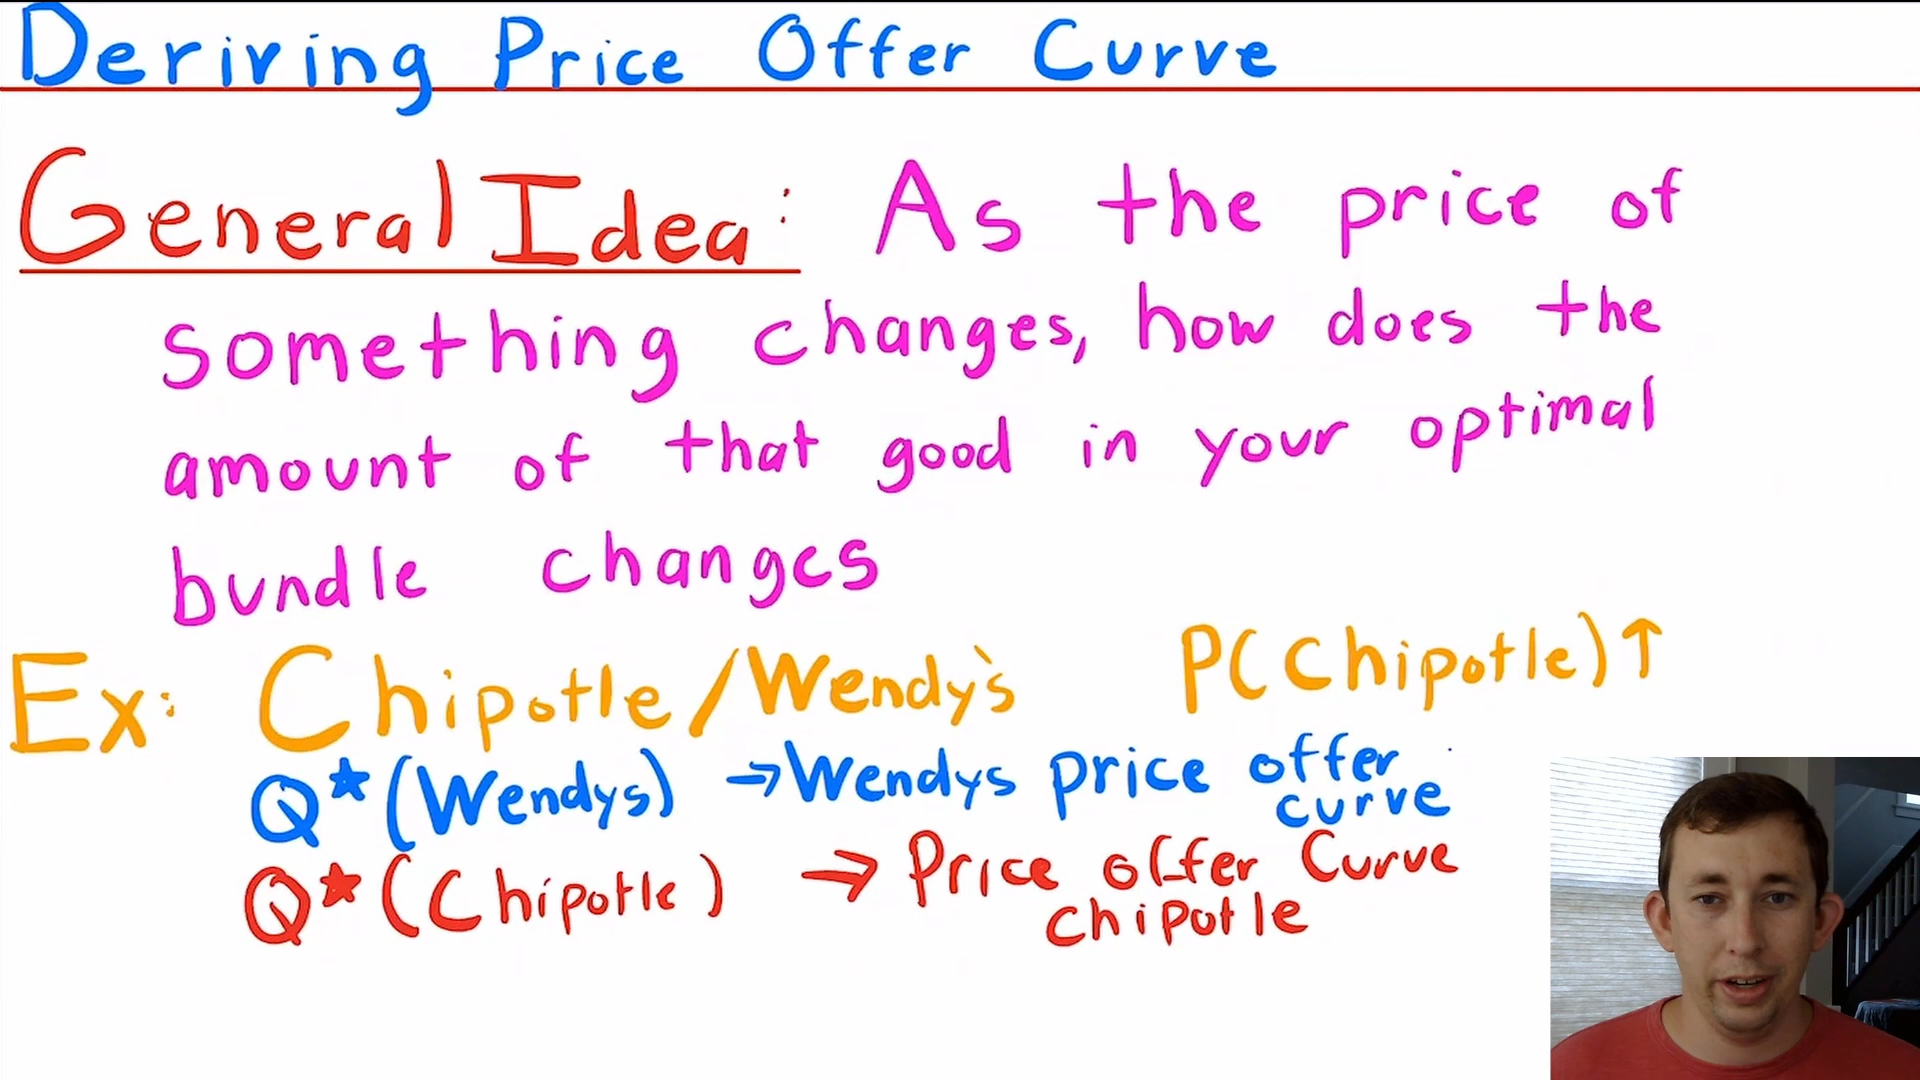 Deriving Price Offer Curve
General Idea: As the price of
something changes, how does the
amount of that good in your optimal
bundle changes
Ex: Chipotle/Wendy's P(Chipotle)↑
Q*(Wendys) →Wendys price offer
curve
Q*(Chipotle) → Price offer Curve
chipotle